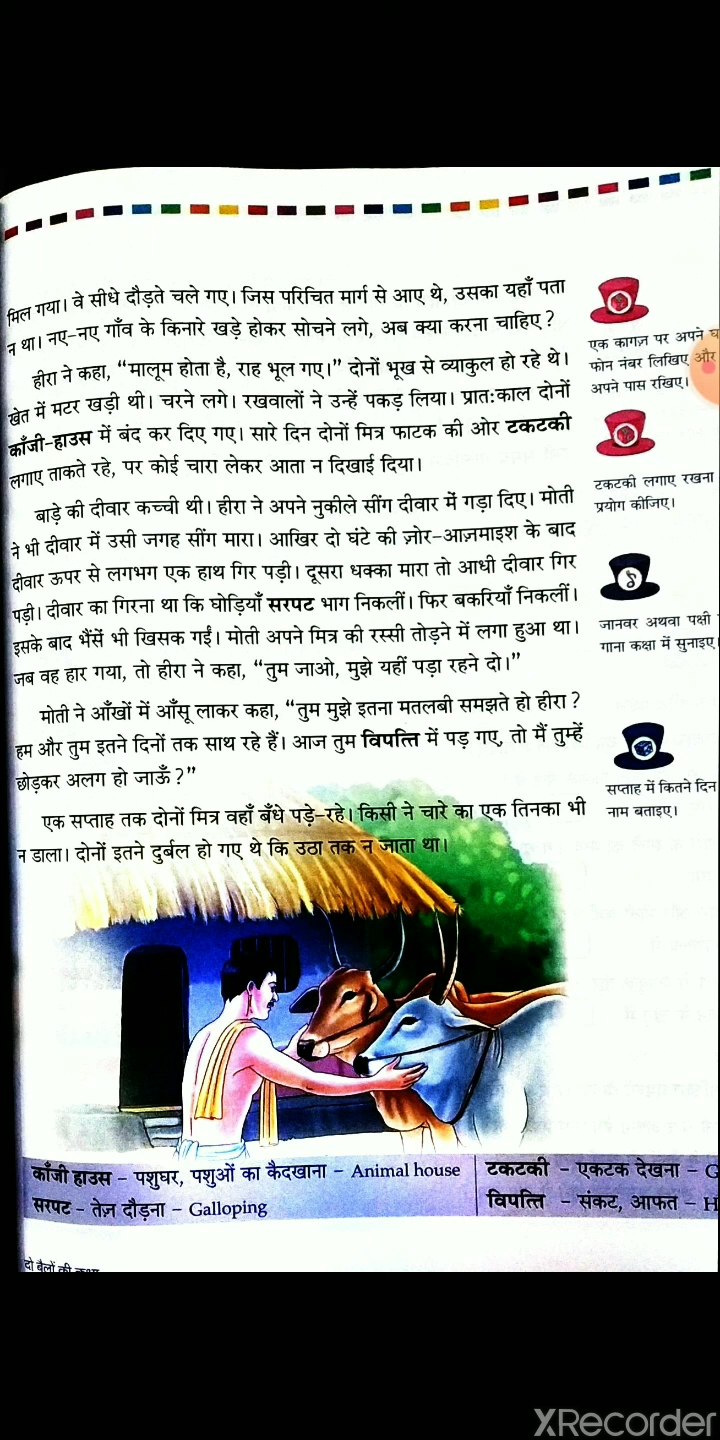 मिल गया। वे सीधे दौड़ते चले गए। जिस परिचित मार्ग से आए थे, उसका यहाँ पता
न था। नए-नए गाँव के किनारे खड़े होकर सोचने लगे, अब क्या करना चाहिए?
हीरा ने कहा, “मालूम होता है, राह भूल गए।” दोनों भूख से व्याकुल हो रहे थे।
खेत में मटर खड़ी थी। चरने लगे। रखवालों ने उन्हें पकड़ लिया। प्रात:काल दोनों
काँजी-हाउस में बंद कर दिए गए। सारे दिन दोनों मित्र फाटक की ओर टकटकी
लगाए ताकते रहे, पर कोई चारा लेकर आता न दिखाई दिया।
बाड़े की दीवार कच्ची थी। हीरा ने अपने नुकीले सींग दीवार में गड़ा दिए। मोती
ने भी दीवार में उसी जगह सींग मारा। आखिर दो घंटे की ज़ोर-आज़माइश के बाद
दीवार ऊपर से लगभग एक हाथ गिर पड़ी। दूसरा धक्का मारा तो आधी दीवार गिर
पड़ी। दीवार का गिरना था कि घोड़ियाँ सरपट भाग निकलीं। फिर बकरियाँ निकलीं।
इसके बाद भैंसें भी खिसक गईं। मोती अपने मित्र की रस्सी तोड़ने में लगा हुआ था।
जब वह हार गया, तो हीरा ने कहा, “तुम जाओ, मुझे यहीं पड़ा रहने दो।”
मोती ने आँखों में आँसू लाकर कहा, “तुम मुझे इतना मतलबी समझते हो हीरा?
हम और तुम इतने दिनों तक साथ रहे हैं। आज तुम विपत्ति में पड़ गए, तो मैं तुम्हें
छोड़कर अलग हो जाऊँ?”
एक सप्ताह तक दोनों मित्र वहाँ बँधे पड़े-रहे। किसी ने चारे का एक तिनका भी
न डाला। दोनों इतने दुर्बल हो गए थे कि उठा तक न जाता था।
एक कागज़ पर अपने घ
फोन नंबर लिखिए और
अपने पास रखिए।
टकटकी लगाए रखना
प्रयोग कीजिए।
जानवर अथवा पक्षी
गाना कक्षा में सुनाइए
सप्ताह में कितने दिन
नाम बताइए।
काँजी हाउस – पशुघर, पशुओं का कैदखाना – Animal house
सरपट – तेज़ दौड़ना – Galloping
टकटकी – एकटक देखना – G
विपत्ति – संकट, आफत – H
दो बैलों की कथा
XRecorder